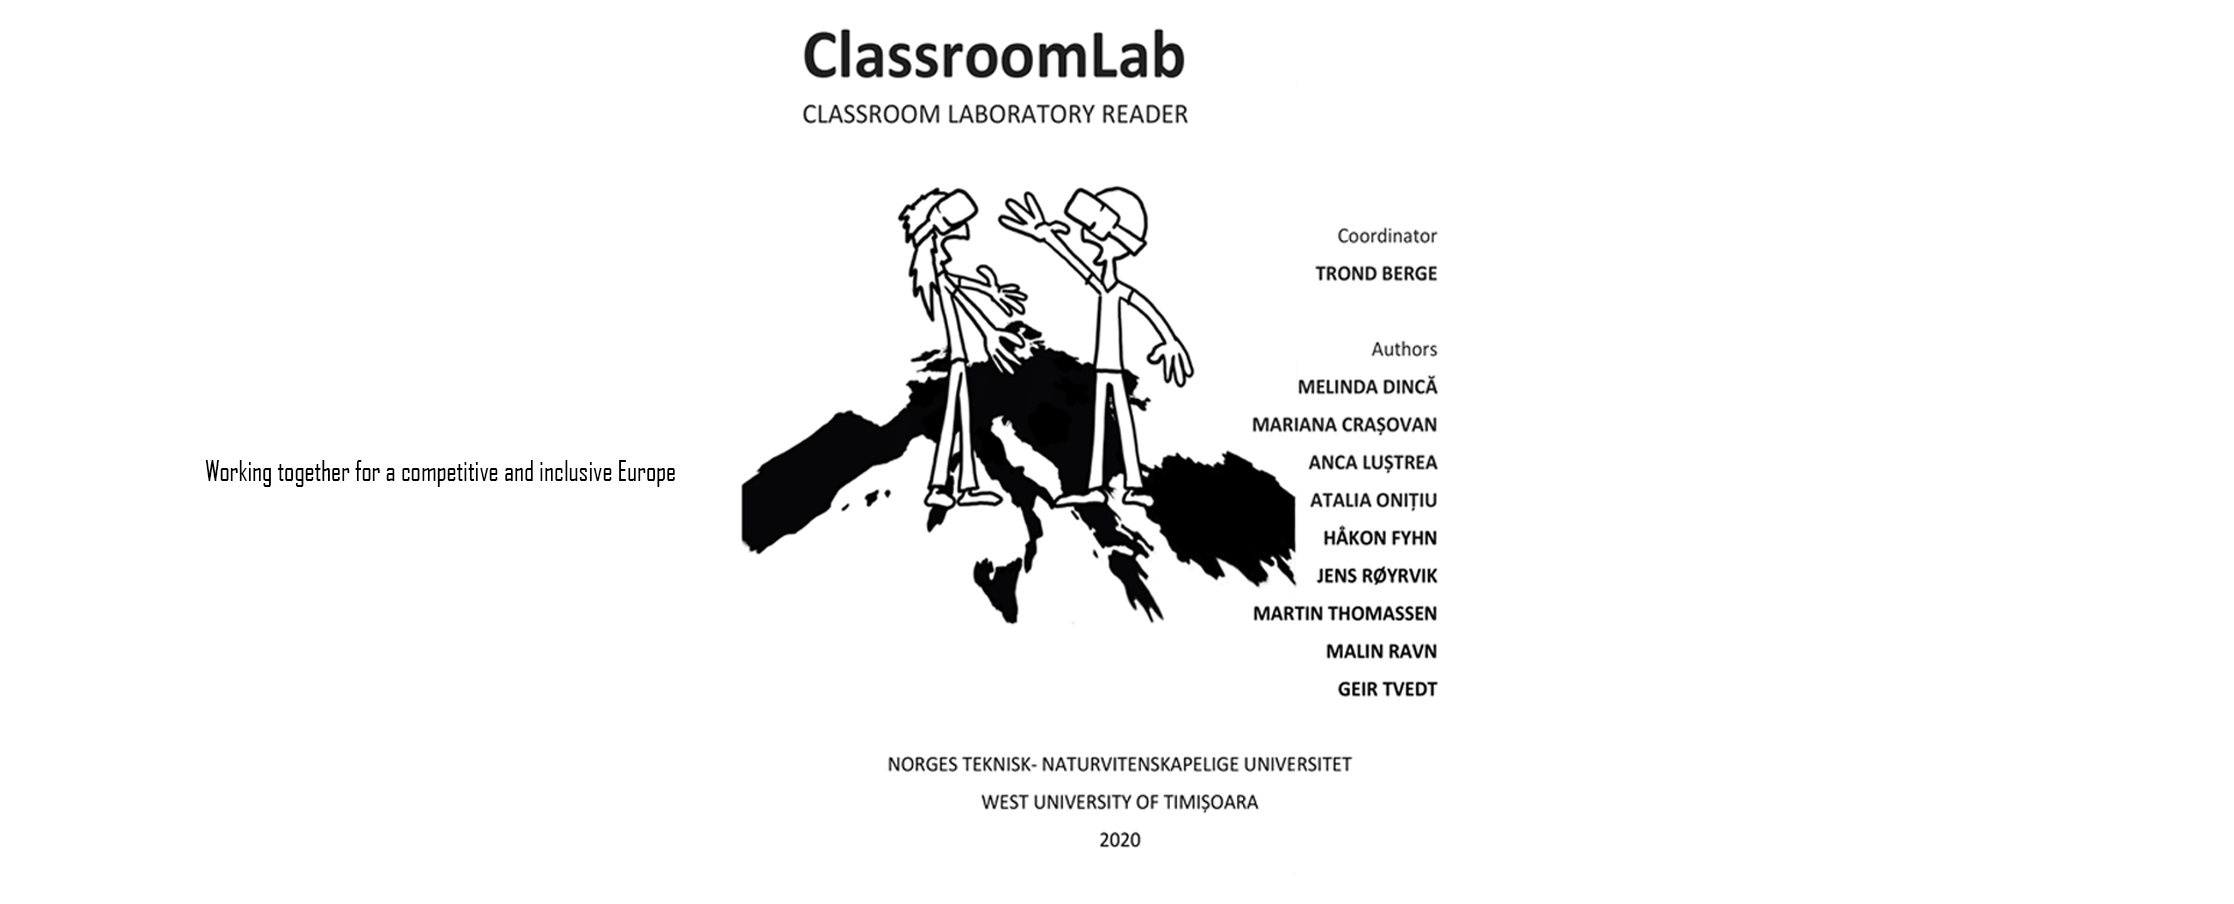 ClassroomLab
CLASSROOM LABORATORY READER
Coordinator
TROND BERGE
Authors
MELINDA DINCĂ
MARIANA CRAȘOVAN
ANCA LUȘTREA
ATALIA ONIȚIU
HÅKON FYHN
JENS RØYRVIK
MARTIN THOMASSEN
MALIN RAVN
GEIR TVEDT
Working together for a competitive and inclusive Europe
NORGES TEKNISK- NATURVITENSKAPELIGE UNIVERSITET
WEST UNIVERSITY OF TIMIȘOARA
2020